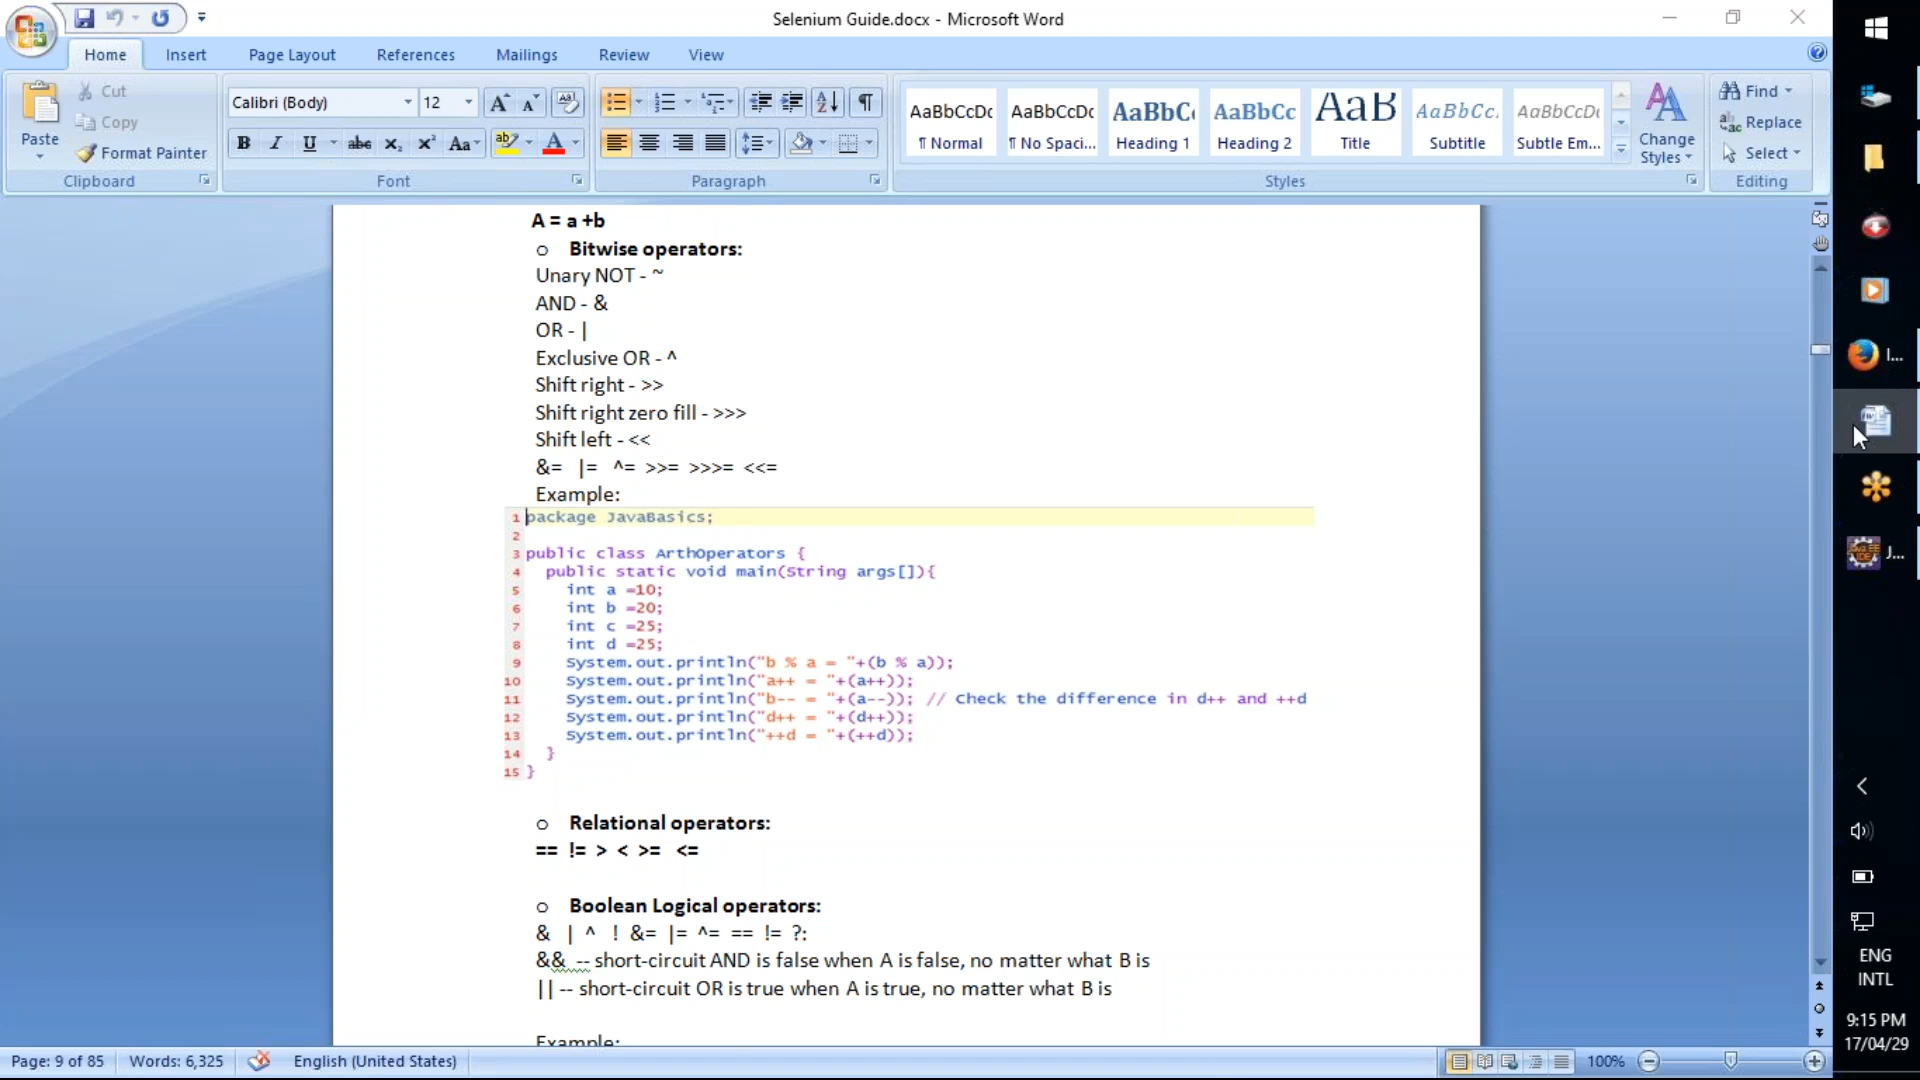 Selenium Guide.docx - Microsoft Word
Home Insert Page Layout References Mailings Review View
Paste
Cut
Copy
Format Painter
Clipboard
Calibri (Body) 12
B I U abc x₂ x² Aa ab A
Font
Paragraph
AaBbCcDc AaBbCcDc AaBbC AaBbCc AaB AaBbCc. AaBbCcDc
¶ Normal ¶ No Spaci... Heading 1 Heading 2 Title Subtitle Subtle Em...
Change
Styles
Styles
Find
Replace
Select
Editing
A = a +b
o Bitwise operators:
Unary NOT - ~
AND - &
OR - |
Exclusive OR - ^
Shift right - >>
Shift right zero fill - >>>
Shift left - <<
&= |= ^= >>= >>>= <<=
Example:
1 package JavaBasics;
2
3 public class ArthOperators {
4 public static void main(String args[]){
5 int a =10;
6 int b =20;
7 int c =25;
8 int d =25;
9 System.out.println("b % a = "+(b % a));
10 System.out.println("a++ = "+(a++));
11 System.out.println("b-- = "+(a--)); // Check the difference in d++ and ++d
12 System.out.println("d++ = "+(d++));
13 System.out.println("++d = "+(++d));
14 }
15 }
o Relational operators:
== != > < >= <=
o Boolean Logical operators:
& | ^ ! &= |= ^= == != ?:
&& -- short-circuit AND is false when A is false, no matter what B is
|| -- short-circuit OR is true when A is true, no matter what B is
Example:
Page: 9 of 85 Words: 6,325 English (United States) 100%
I...
J...
ENG
INTL
9:15 PM
17/04/29